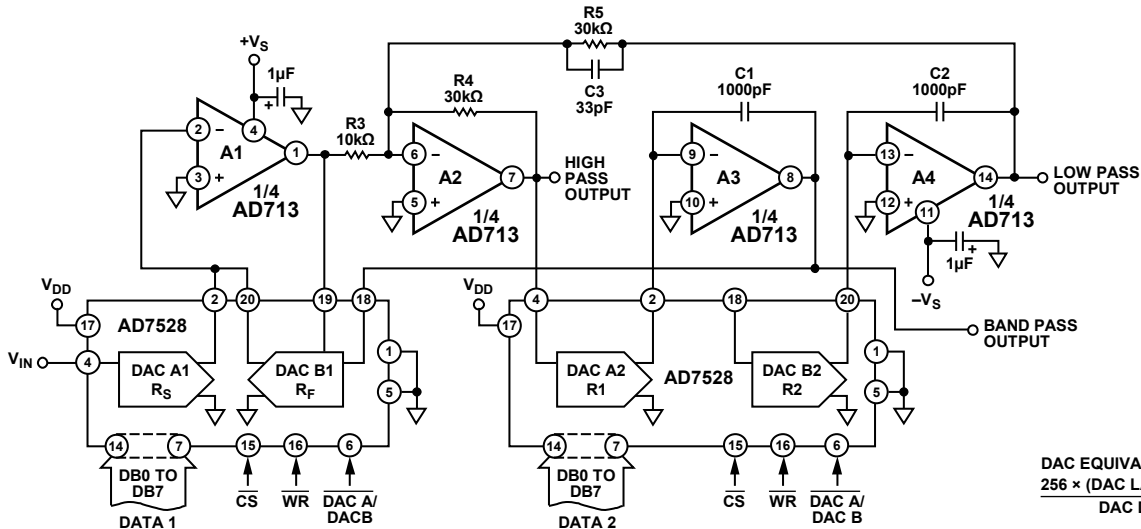 R5
30kΩ
C3
33pF
+VS
1µF
+
R4
30kΩ
C1
1000pF
C2
1000pF
2
−
4
A1
1
3
+
1/4
AD713
R3
10kΩ
6
−
A2
7
5
+
1/4
AD713
HIGH
PASS
OUTPUT
9
−
A3
8
10
+
1/4
AD713
13
−
A4
14
12
+
11
1/4
AD713
LOW PASS
OUTPUT
1µF
+
−VS
BAND PASS
OUTPUT
VDD
17
AD7528
2
20
19
18
VIN
4
DAC A1
RS
DAC B1
RF
1
5
14
7
15
16
6
DB0 TO
DB7
DATA 1
CS
WR
DAC A/
DACB
VDD
17
4
2
18
20
DAC A2
R1
AD7528
DAC B2
R2
1
5
14
7
15
16
6
DB0 TO
DB7
DATA 2
CS
WR
DAC A/
DAC B
DAC EQUIVA
256 × (DAC L
DAC